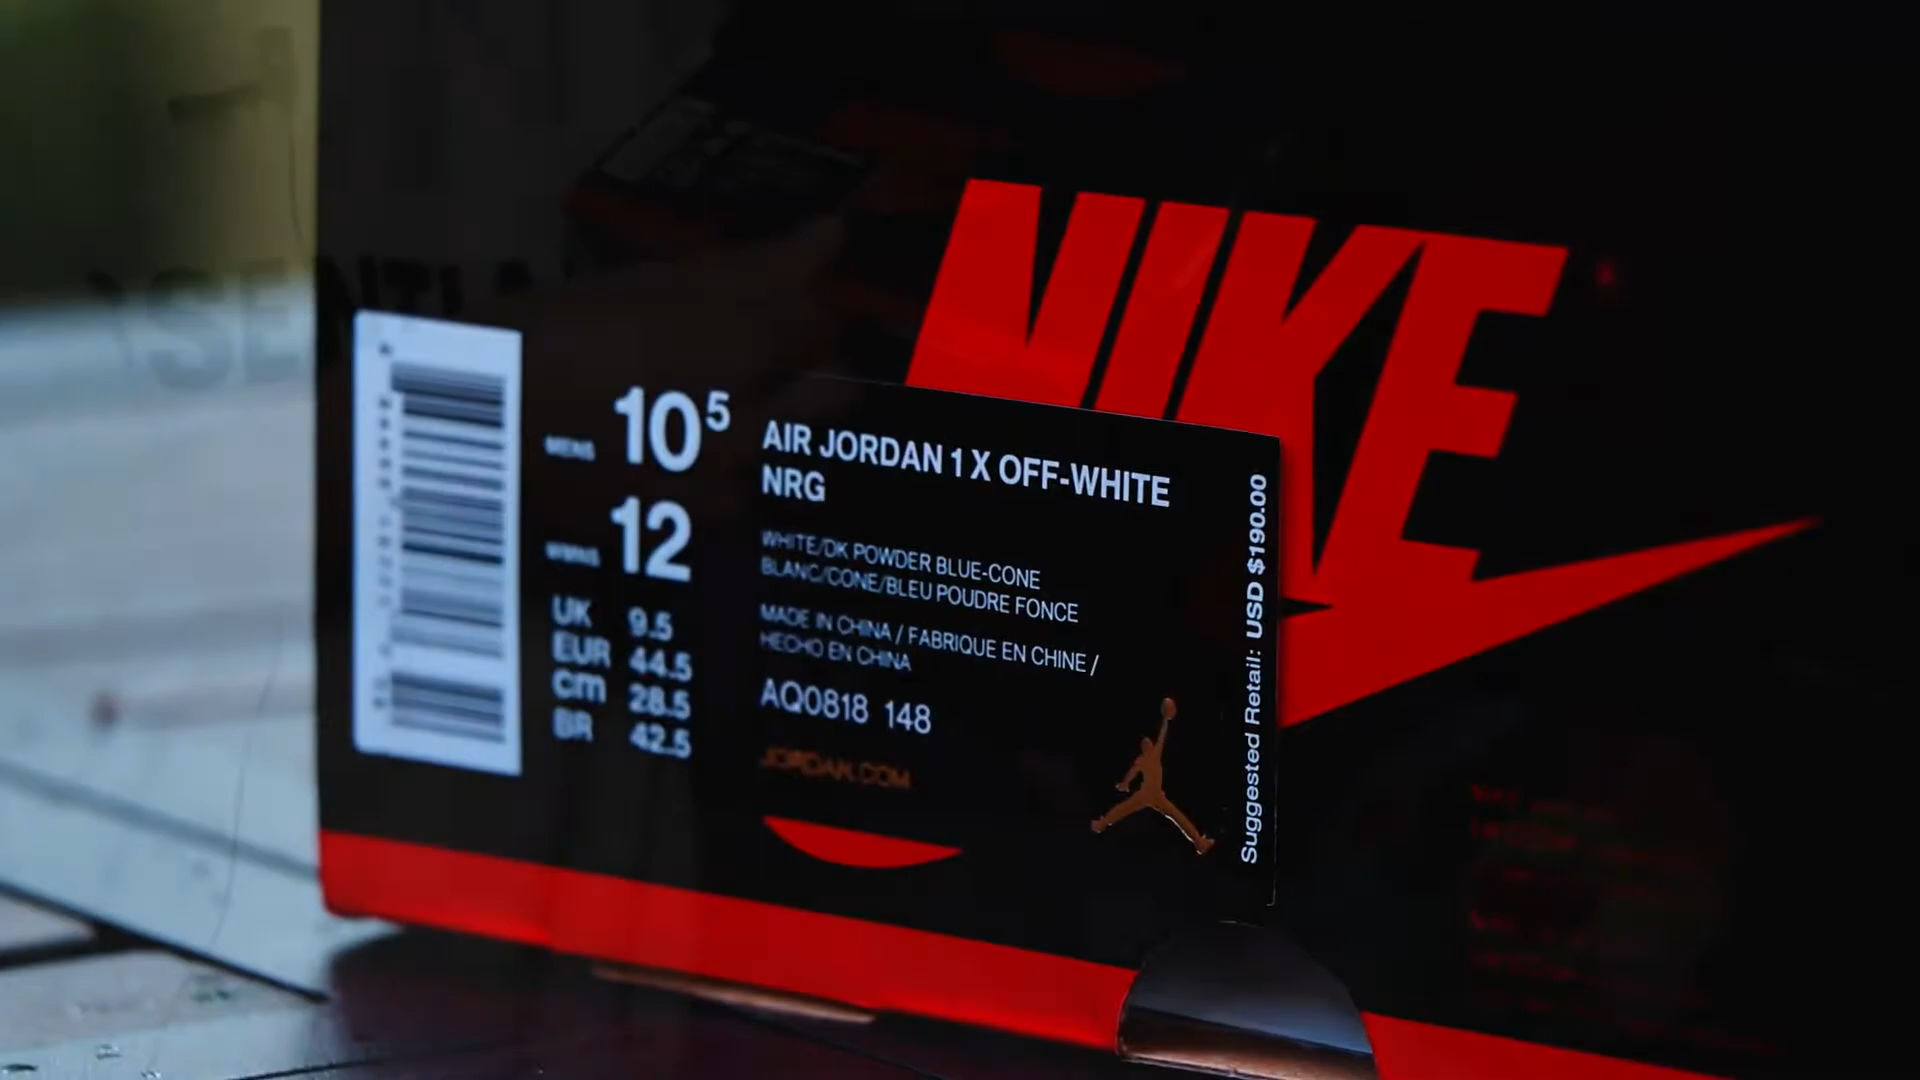 NIKE
MENS 10⁵
WMNS 12
UK 9.5
EUR 44.5
cm 28.5
BR 42.5
AIR JORDAN 1 X OFF-WHITE
NRG
WHITE/DK POWDER BLUE-CONE
BLANC/CONE/BLEU POUDRE FONCE
MADE IN CHINA / FABRIQUE EN CHINE /
HECHO EN CHINA
AQ0818 148
JORDAN.COM
Suggested Retail: USD $190.00